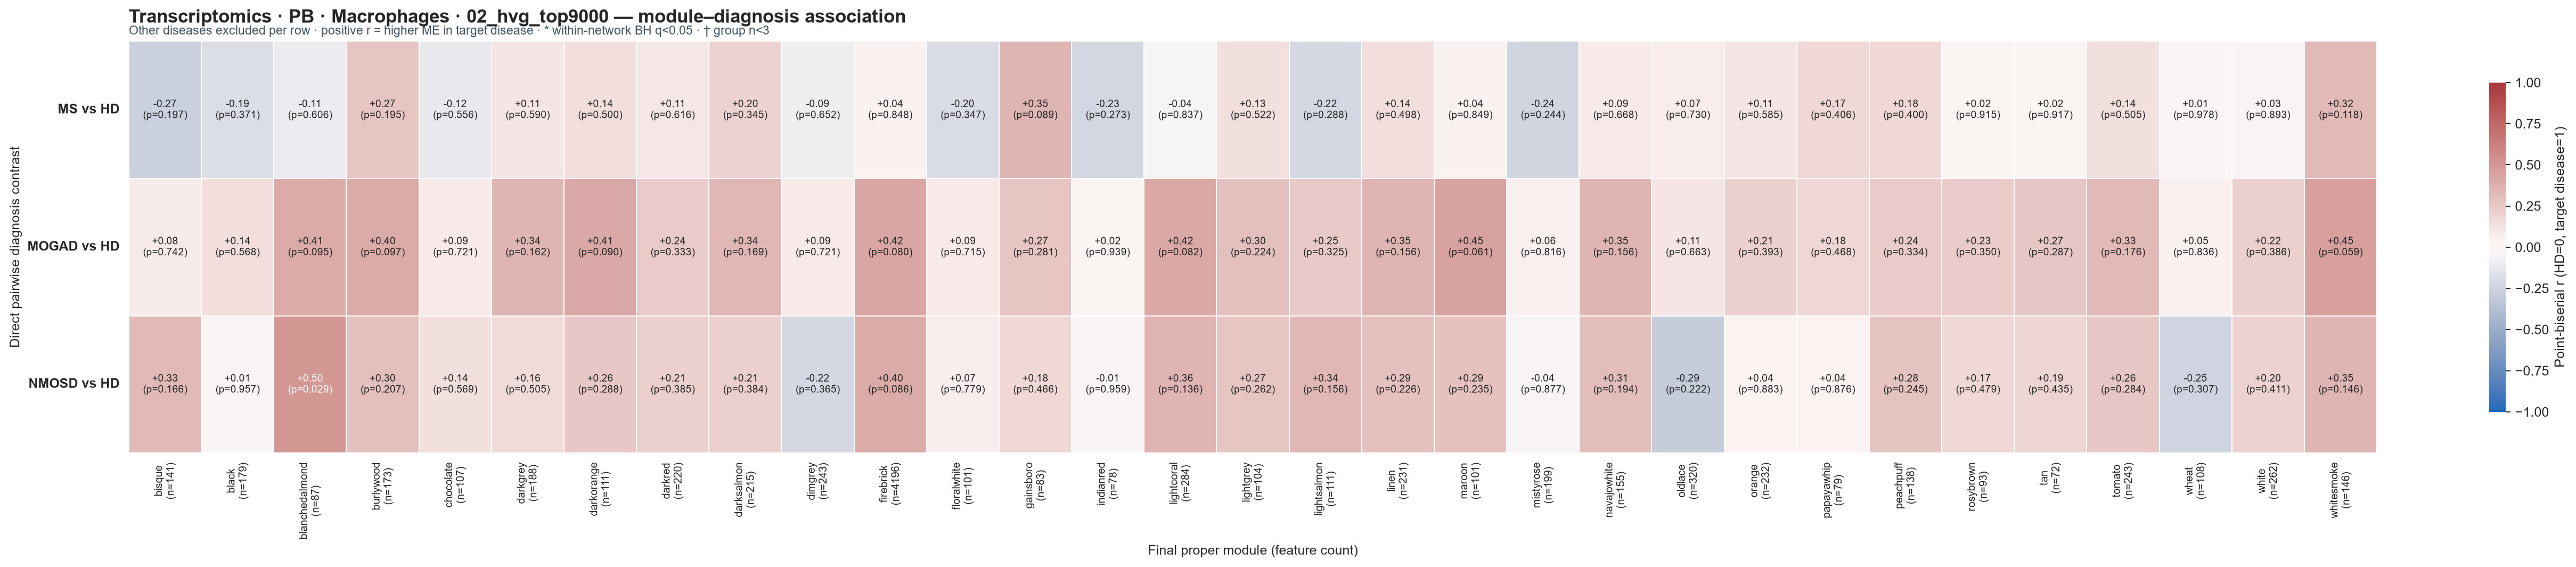 Transcriptomics · PB · Macrophages · 02_hvg_top9000 — module–diagnosis association
Other diseases excluded per row · positive r = higher ME in target disease · * within-network BH q<0.05 · † group n<3
Direct pairwise diagnosis contrast
MS vs HD
-0.27 -0.19 -0.11 +0.27 -0.12 +0.11 +0.14 +0.11 +0.20 -0.09 +0.04 -0.20 +0.35 -0.23 -0.04 +0.13 -0.22 +0.14 +0.04 -0.24 +0.09 +0.07 +0.11 +0.17 +0.18 +0.02 +0.02 +0.14 +0.01 +0.03 +0.32
(p=0.197) (p=0.371) (p=0.606) (p=0.195) (p=0.556) (p=0.590) (p=0.500) (p=0.616) (p=0.345) (p=0.652) (p=0.848) (p=0.347) (p=0.089) (p=0.273) (p=0.837) (p=0.522) (p=0.288) (p=0.498) (p=0.849) (p=0.244) (p=0.668) (p=0.730) (p=0.585) (p=0.406) (p=0.400) (p=0.915) (p=0.917) (p=0.505) (p=0.978) (p=0.893) (p=0.118)
MOGAD vs HD
+0.08 +0.14 +0.41 +0.40 +0.09 +0.34 +0.41 +0.24 +0.34 +0.09 +0.42 +0.09 +0.27 +0.02 +0.42 +0.30 +0.25 +0.35 +0.45 +0.06 +0.35 +0.11 +0.21 +0.18 +0.24 +0.23 +0.27 +0.33 +0.05 +0.22 +0.45
(p=0.742) (p=0.568) (p=0.095) (p=0.097) (p=0.721) (p=0.162) (p=0.090) (p=0.333) (p=0.169) (p=0.721) (p=0.080) (p=0.715) (p=0.281) (p=0.939) (p=0.082) (p=0.224) (p=0.325) (p=0.156) (p=0.061) (p=0.816) (p=0.156) (p=0.663) (p=0.393) (p=0.468) (p=0.334) (p=0.350) (p=0.287) (p=0.176) (p=0.836) (p=0.386) (p=0.059)
NMOSD vs HD
+0.33 +0.01 +0.50 +0.30 +0.14 +0.16 +0.26 +0.21 +0.21 -0.22 +0.40 +0.07 +0.18 -0.01 +0.36 +0.27 +0.34 +0.29 +0.29 -0.04 +0.31 -0.29 +0.04 +0.04 +0.28 +0.17 +0.19 +0.26 -0.25 +0.20 +0.35
(p=0.166) (p=0.957) (p=0.029) (p=0.207) (p=0.569) (p=0.505) (p=0.288) (p=0.385) (p=0.384) (p=0.365) (p=0.086) (p=0.779) (p=0.466) (p=0.959) (p=0.136) (p=0.262) (p=0.156) (p=0.226) (p=0.235) (p=0.877) (p=0.194) (p=0.222) (p=0.883) (p=0.876) (p=0.245) (p=0.479) (p=0.435) (p=0.284) (p=0.307) (p=0.411) (p=0.146)
bisque
(n=141)
black
(n=179)
blanchedalmond
(n=87)
burlywood
(n=173)
chocolate
(n=107)
darkgrey
(n=188)
darkorange
(n=111)
darkred
(n=220)
darksalmon
(n=215)
dimgrey
(n=243)
firebrick
(n=4196)
floralwhite
(n=101)
gainsboro
(n=83)
indianred
(n=78)
lightcoral
(n=284)
lightgrey
(n=104)
lightsalmon
(n=111)
linen
(n=231)
maroon
(n=101)
mistyrose
(n=199)
navajowhite
(n=155)
oldlace
(n=320)
orange
(n=232)
papayawhip
(n=79)
peachpuff
(n=138)
rosybrown
(n=93)
tan
(n=72)
tomato
(n=243)
wheat
(n=108)
white
(n=262)
whitesmoke
(n=146)
Final proper module (feature count)
1.00
0.75
0.50
0.25
0.00
−0.25
−0.50
−0.75
−1.00
Point-biserial r (HD=0, target disease=1)